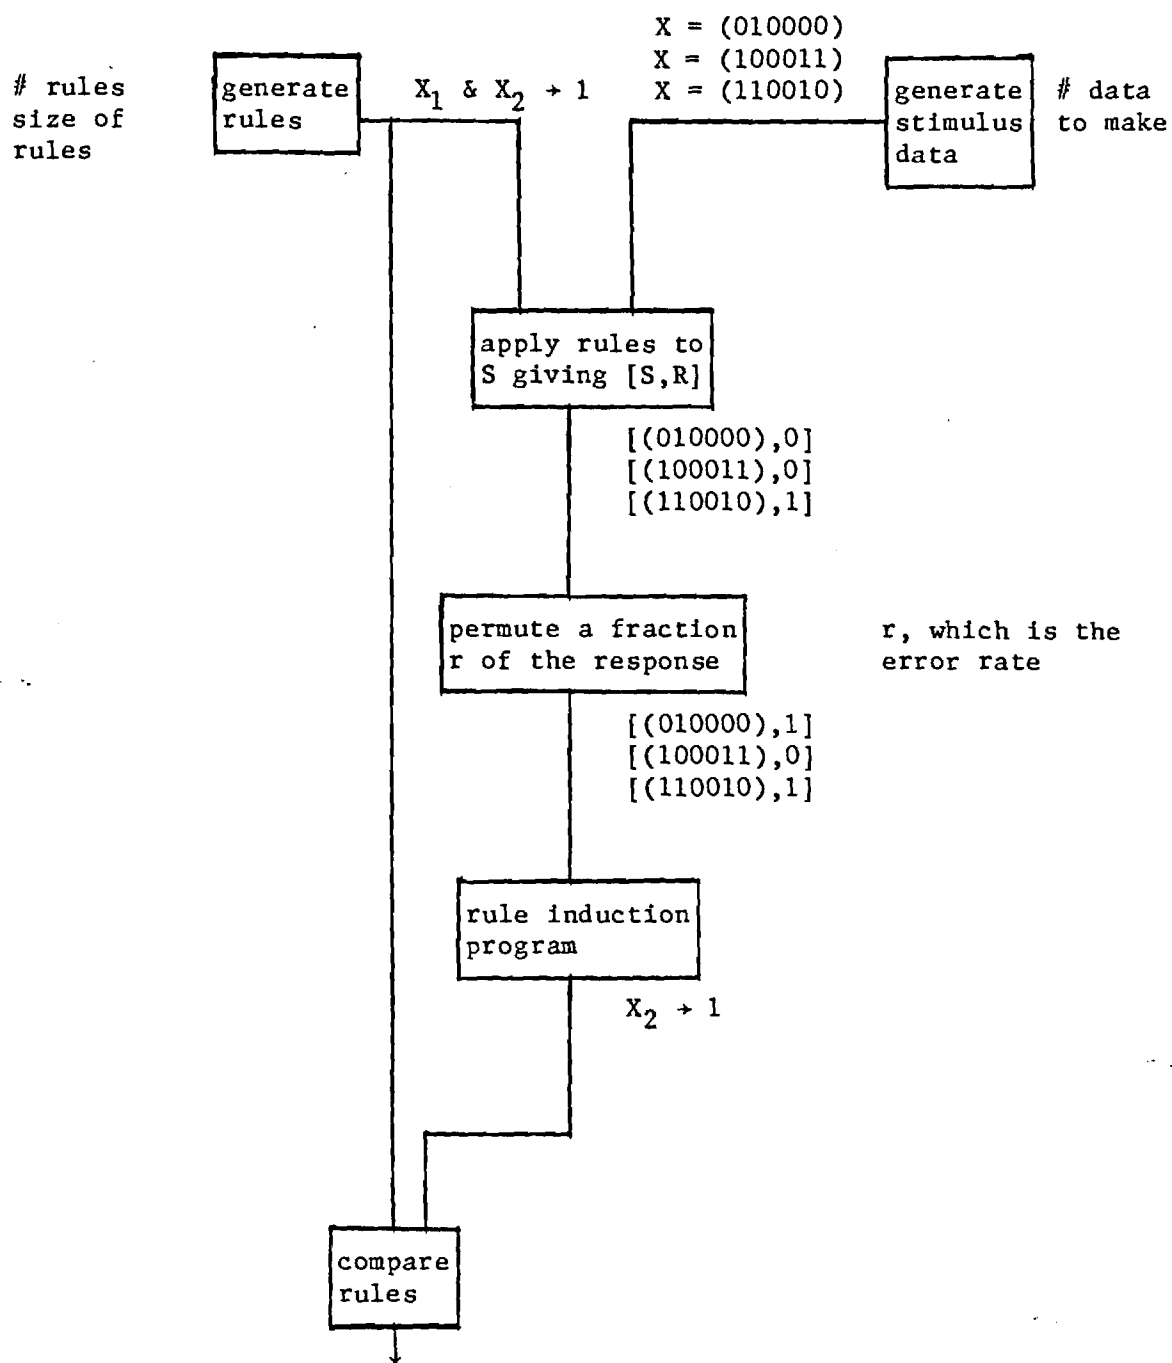 # rules
size of
rules
generate
rules
X₁ & X₂ → 1
X = (010000)
X = (100011)
X = (110010)
generate
stimulus
data
# data
to make
apply rules to
S giving [S,R]
[(010000),0]
[(100011),0]
[(110010),1]
permute a fraction
r of the response
r, which is the
error rate
[(010000),1]
[(100011),0]
[(110010),1]
rule induction
program
X₂ → 1
compare
rules